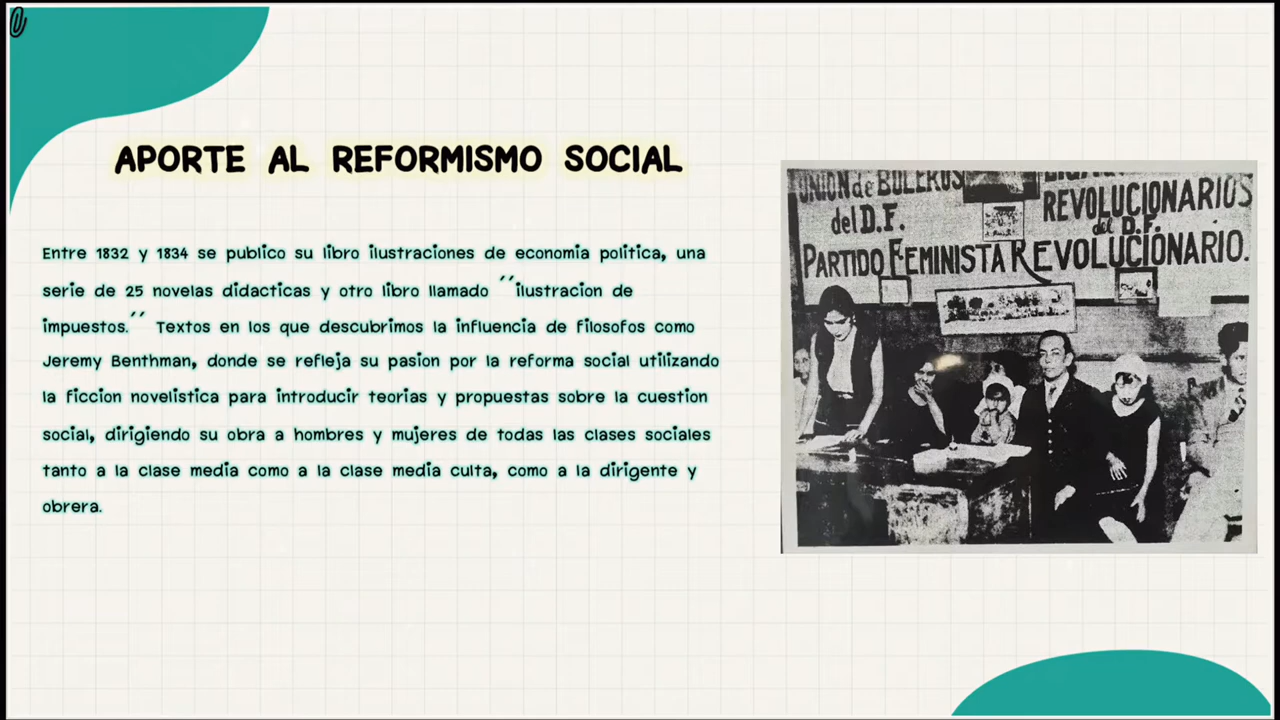 APORTE AL REFORMISMO SOCIAL
Entre 1832 y 1834 se publico su libro ilustraciones de economia politica, una
serie de 25 novelas didacticas y otro libro llamado ´´ilustracion de
impuestos.´´ Textos en los que descubrimos la influencia de filosofos como
Jeremy Benthman, donde se refleja su pasion por la reforma social utilizando
la ficcion novelistica para introducir teorias y propuestas sobre la cuestion
social, dirigiendo su obra a hombres y mujeres de todas las clases sociales
tanto a la clase media como a la clase media culta, como a la dirigente y
obrera.
UNION de BOLEROS
del D.F.
REVOLUCIONARIOS
del D.F.
PARTIDO FEMINISTA REVOLUCIONARIO.